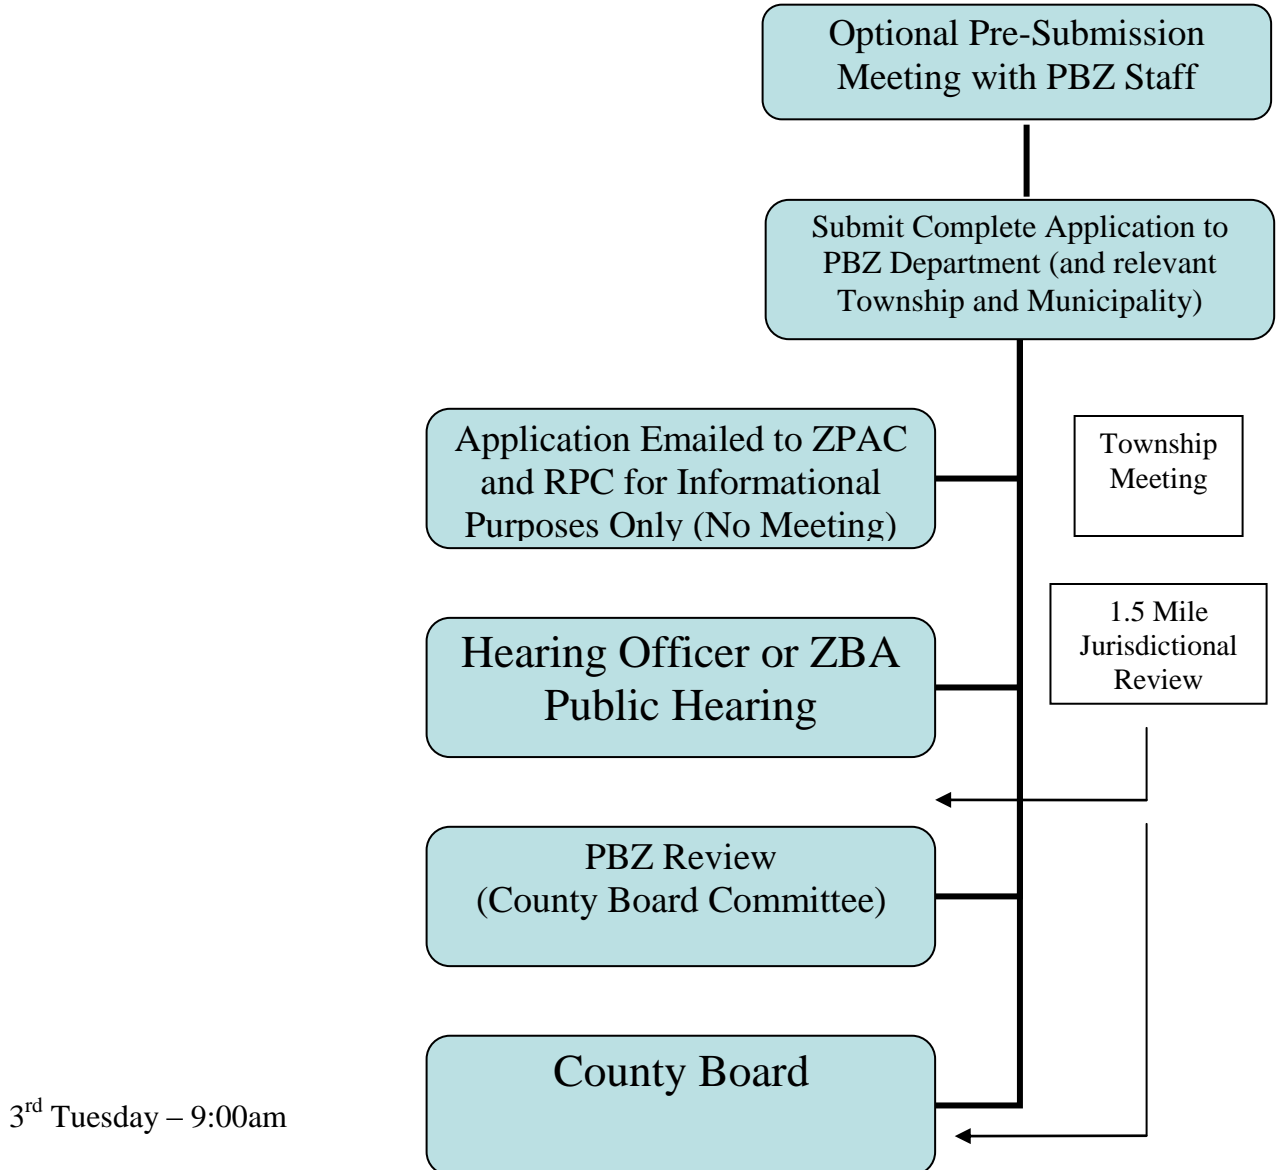 Optional Pre-Submission
Meeting with PBZ Staff
Submit Complete Application to
PBZ Department (and relevant
Township and Municipality)
Application Emailed to ZPAC
and RPC for Informational
Purposes Only (No Meeting)
Township
Meeting
1.5 Mile
Jurisdictional
Review
Hearing Officer or ZBA
Public Hearing
PBZ Review
(County Board Committee)
County Board
3rd Tuesday – 9:00am